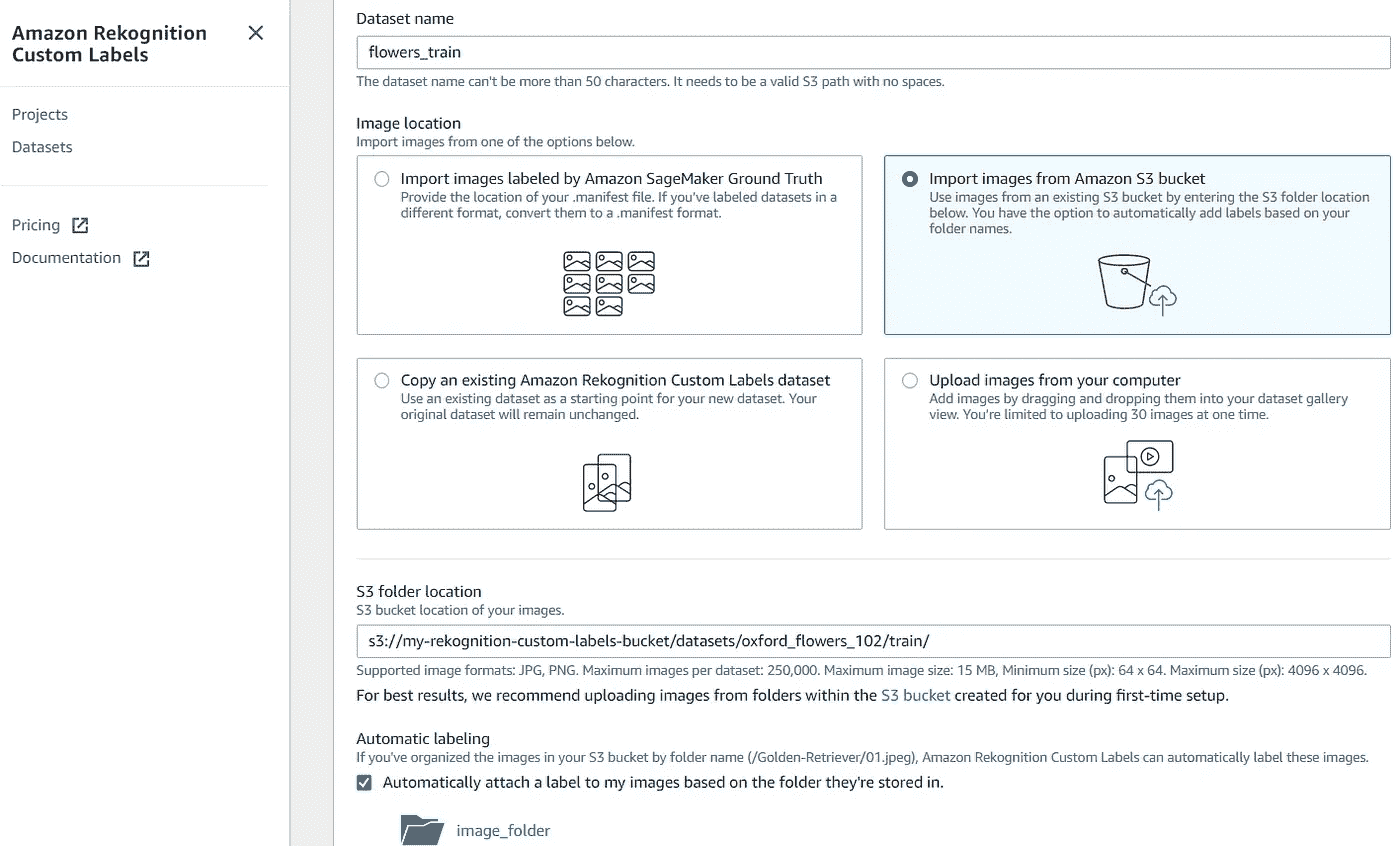 Amazon Rekognition
Custom Labels
Projects
Datasets
Pricing
Documentation
Dataset name
flowers_train
The dataset name can't be more than 50 characters. It needs to be a valid S3 path with no spaces.
Image location
Import images from one of the options below.
Import images labeled by Amazon SageMaker Ground Truth
Provide the location of your .manifest file. If you've labeled datasets in a
different format, convert them to a .manifest format.
Import images from Amazon S3 bucket
Use images from an existing S3 bucket by entering the S3 folder location
below. You have the option to automatically add labels based on your
folder names.
Copy an existing Amazon Rekognition Custom Labels dataset
Use an existing dataset as a starting point for your new dataset. Your
original dataset will remain unchanged.
Upload images from your computer
Add images by dragging and dropping them into your dataset gallery
view. You're limited to uploading 30 images at one time.
S3 folder location
S3 bucket location of your images.
s3://my-rekognition-custom-labels-bucket/datasets/oxford_flowers_102/train/
Supported image formats: JPG, PNG. Maximum images per dataset: 250,000. Maximum image size: 15 MB, Minimum size (px): 64 x 64. Maximum size (px): 4096 x 4096.
For best results, we recommend uploading images from folders within the S3 bucket created for you during first-time setup.
Automatic labeling
If you've organized the images in your S3 bucket by folder name (/Golden-Retriever/01.jpeg), Amazon Rekognition Custom Labels can automatically label these images.
Automatically attach a label to my images based on the folder they're stored in.
image_folder